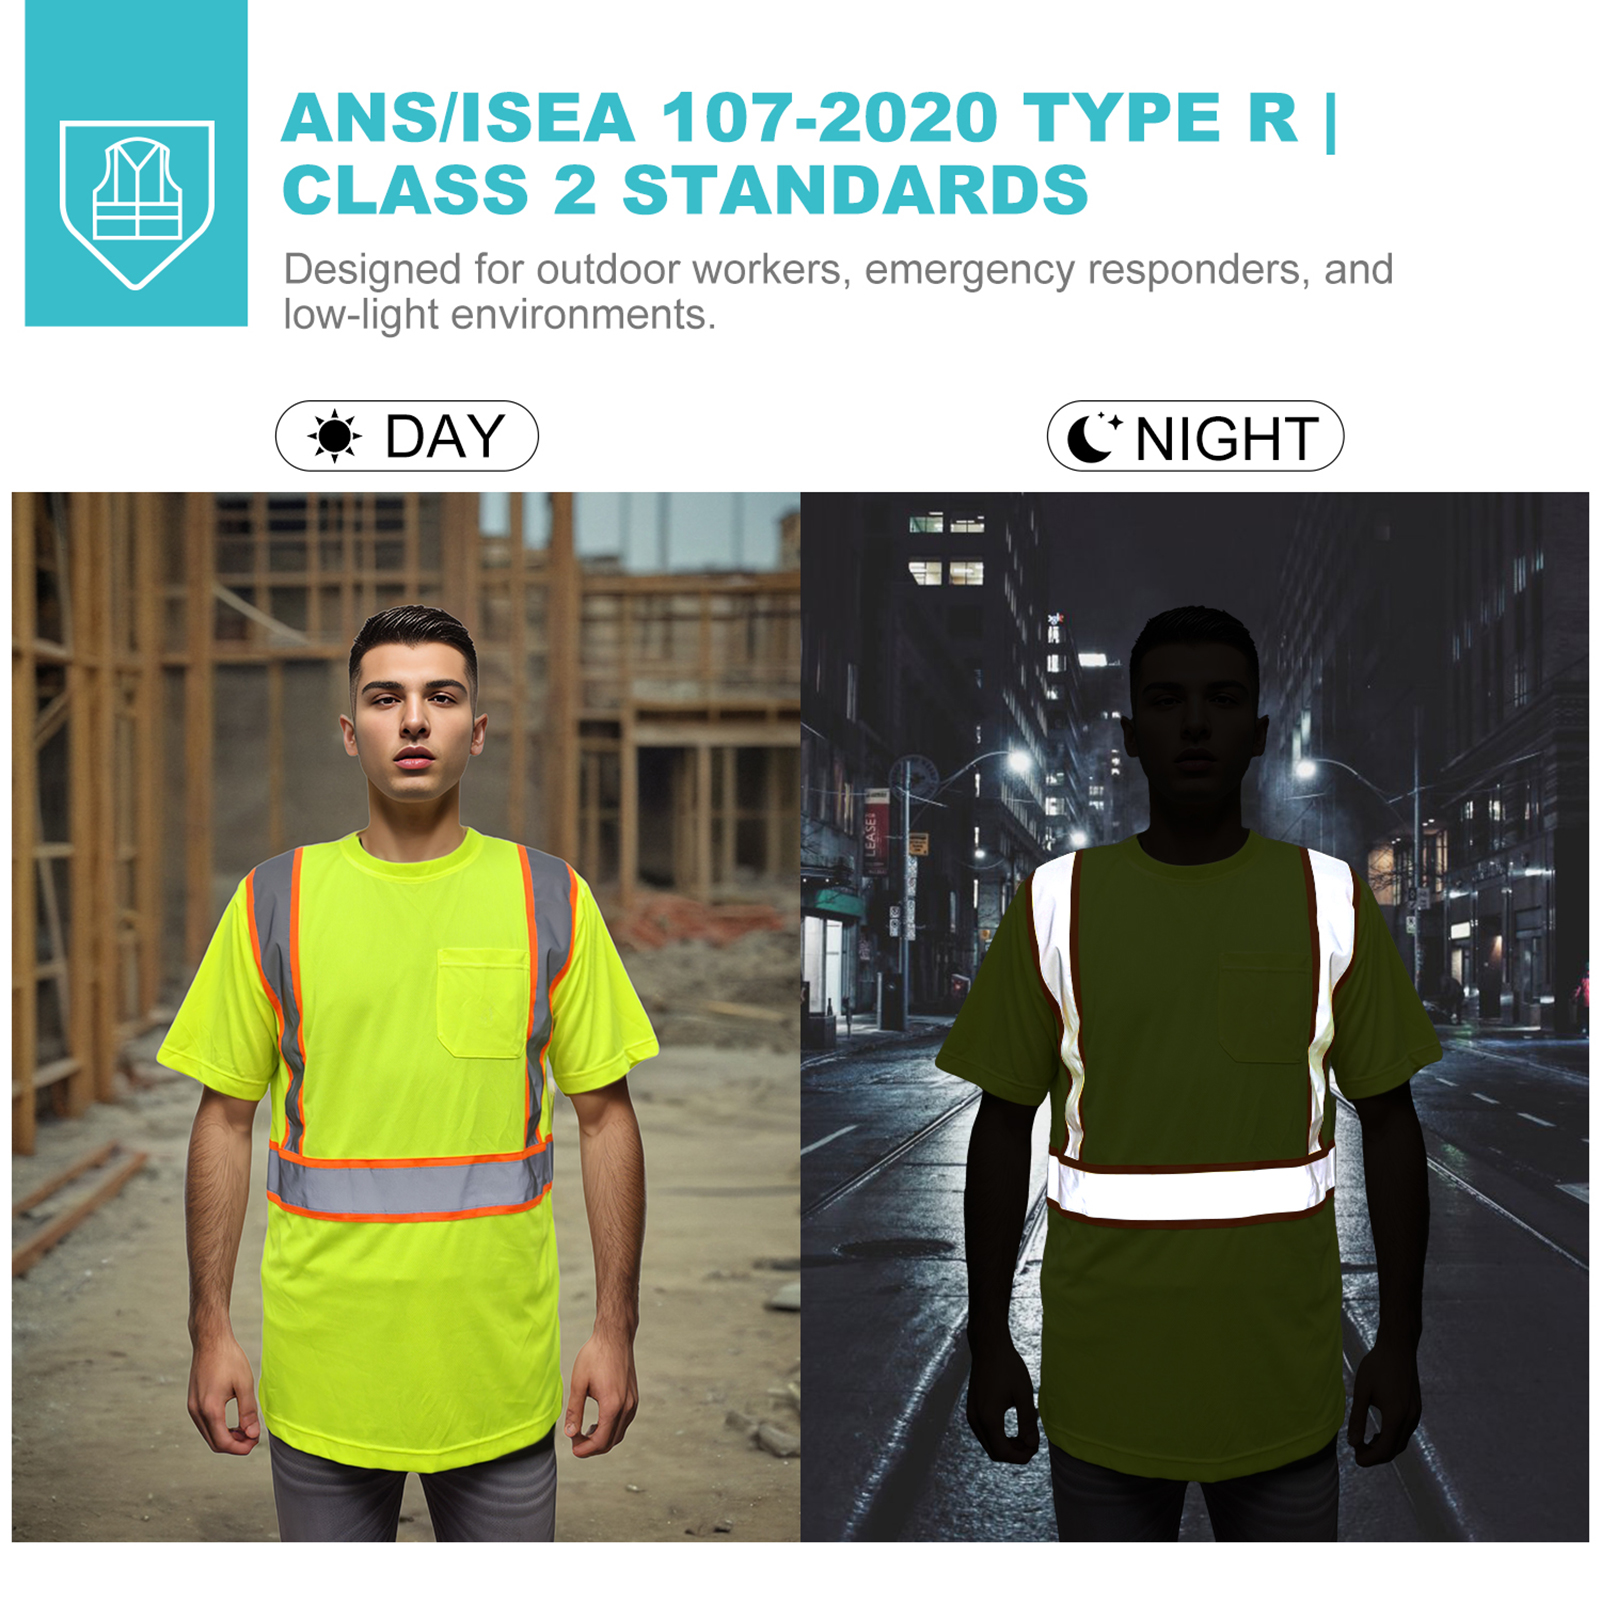 ANS/ISEA 107-2020 TYPE R |
CLASS 2 STANDARDS
Designed for outdoor workers, emergency responders, and
low-light environments.
DAY
NIGHT
LEASE